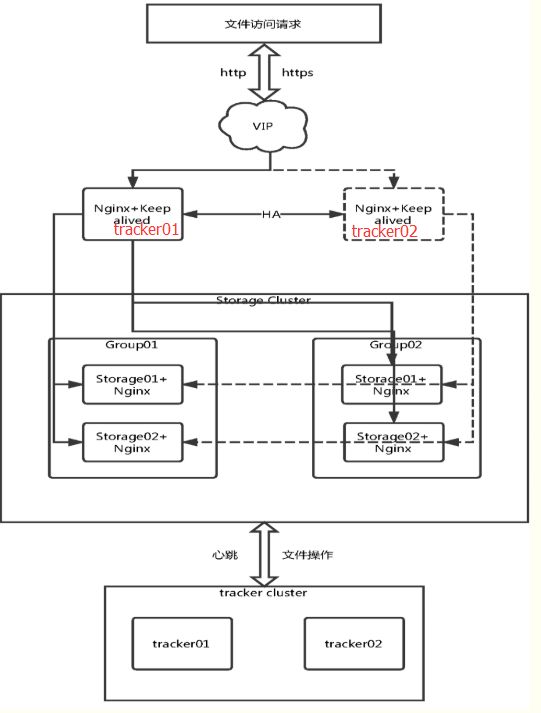 文件访问请求
http https
VIP
Nginx+Keep
alived
tracker01
HA
Nginx+Keep
alived
tracker02
Storage Cluster
Group01
Storage01+
Nginx
Storage02+
Nginx
Group02
Storage01+
Nginx
Storage02+
Nginx
心跳 文件操作
tracker cluster
tracker01
tracker02